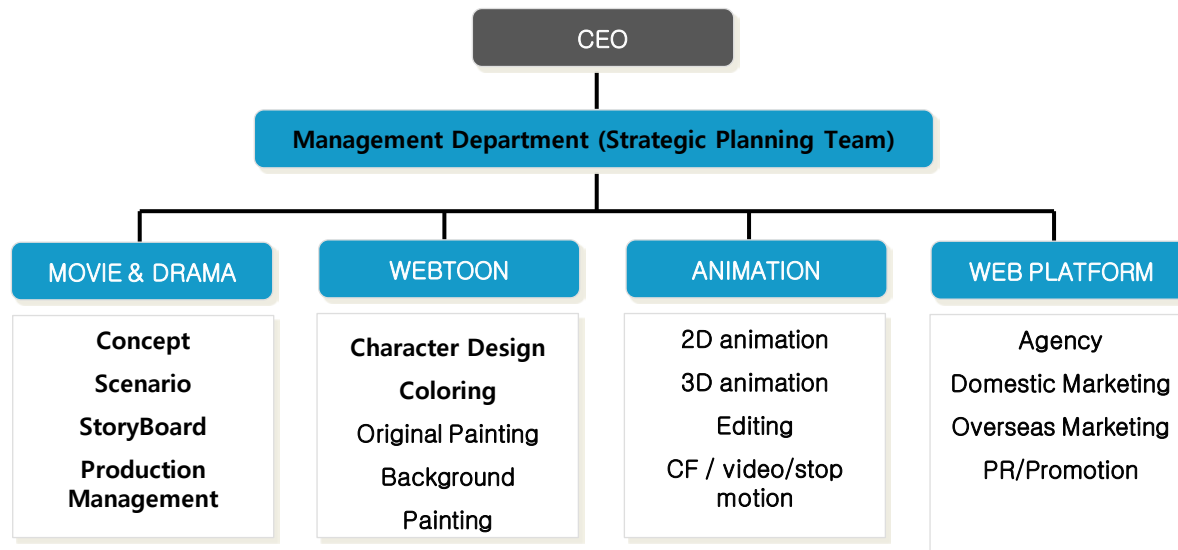 CEO
Management Department (Strategic Planning Team)
MOVIE & DRAMA
Concept
Scenario
StoryBoard
Production
Management
WEBTOON
Character Design
Coloring
Original Painting
Background
Painting
ANIMATION
2D animation
3D animation
Editing
CF / video/stop
motion
WEB PLATFORM
Agency
Domestic Marketing
Overseas Marketing
PR/Promotion